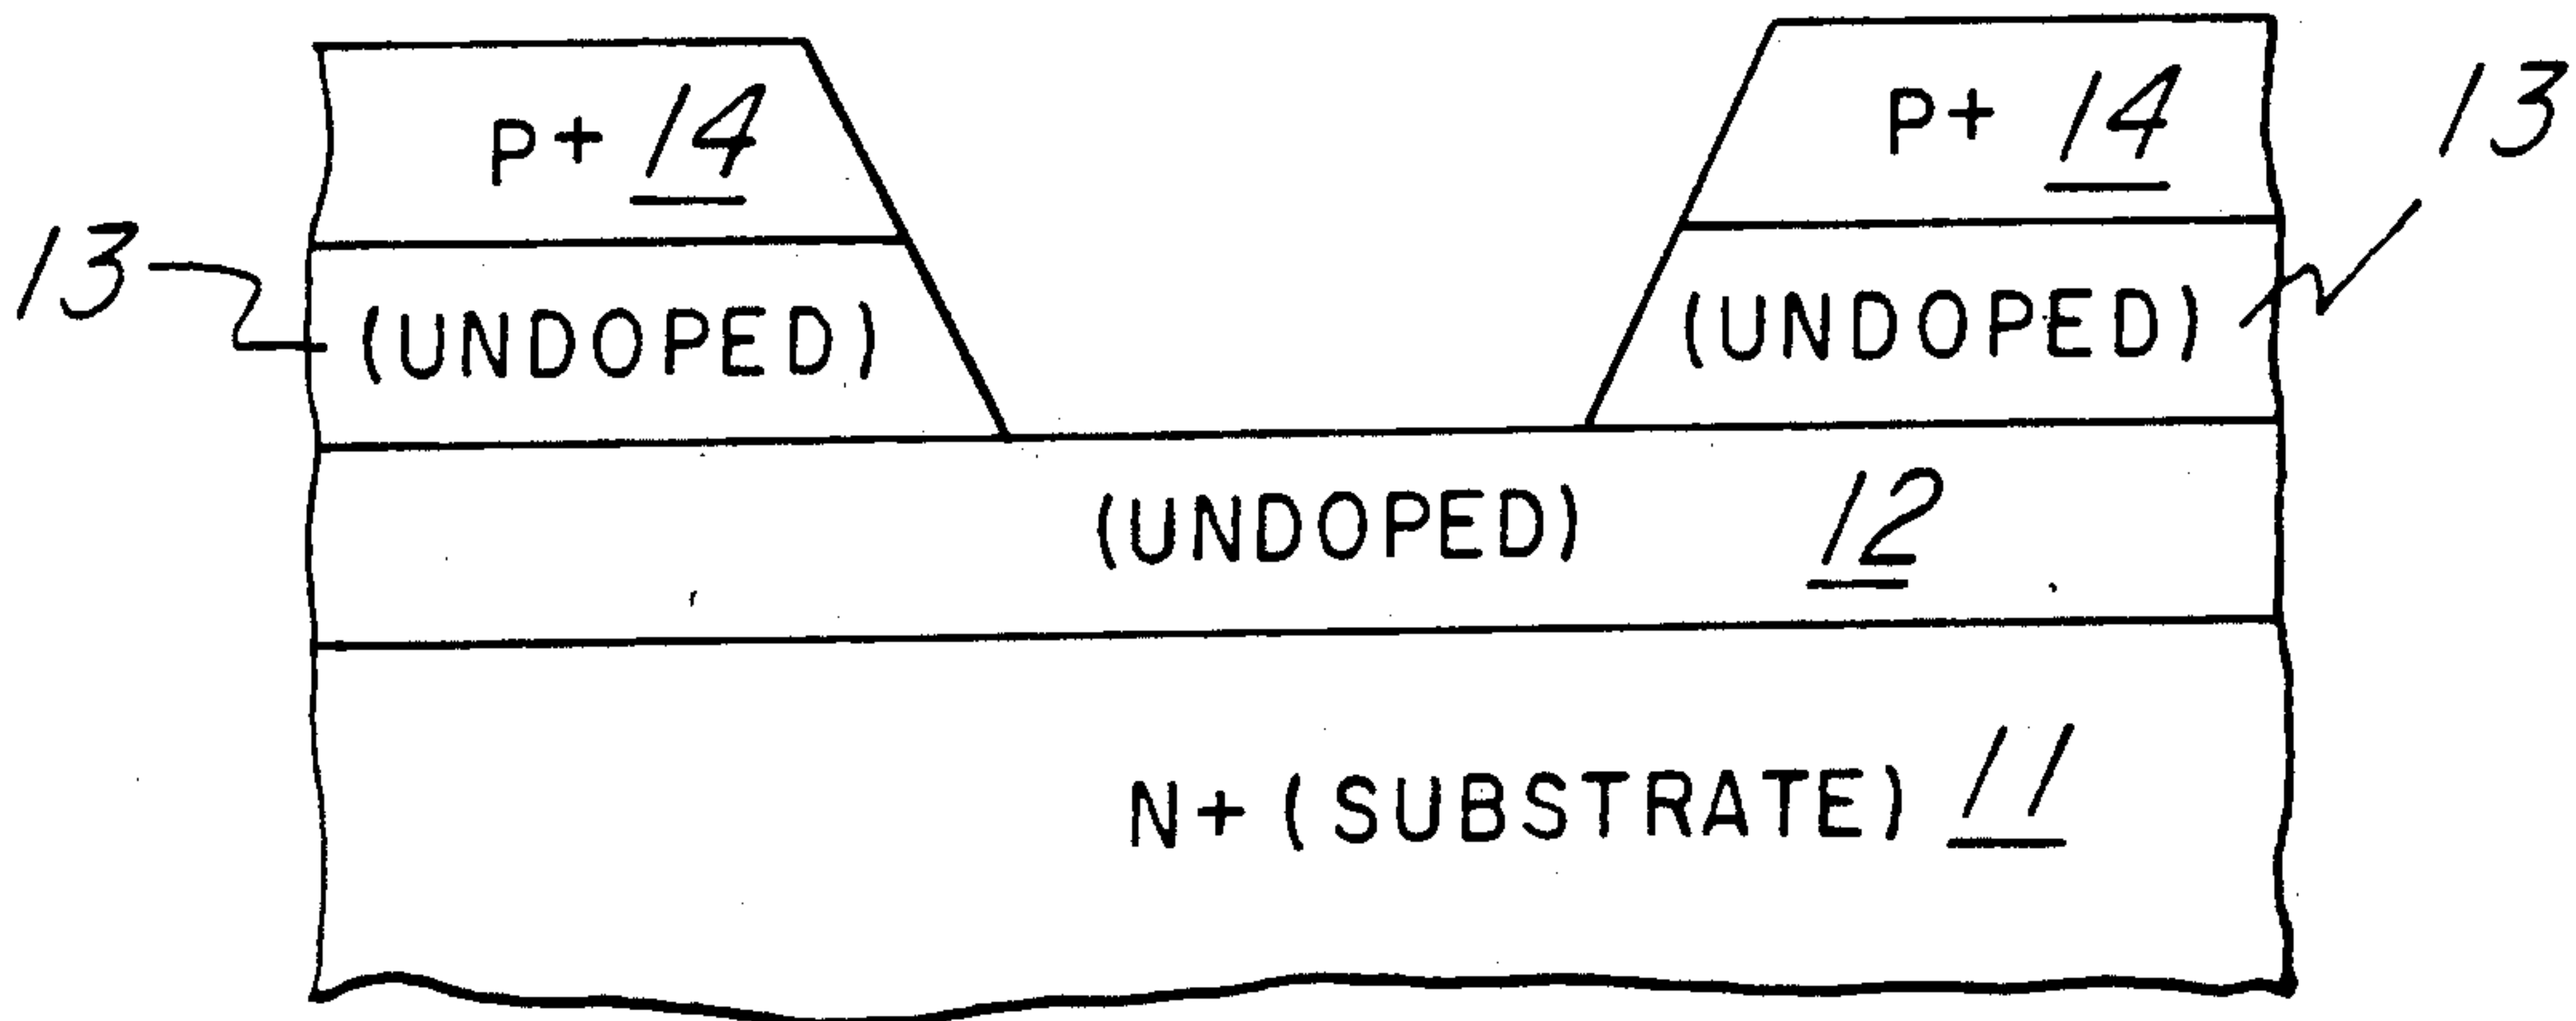 P+ 14
P+ 14
13
13
(UNDOPED)
(UNDOPED)
(UNDOPED) 12
N+ (SUBSTRATE) 11